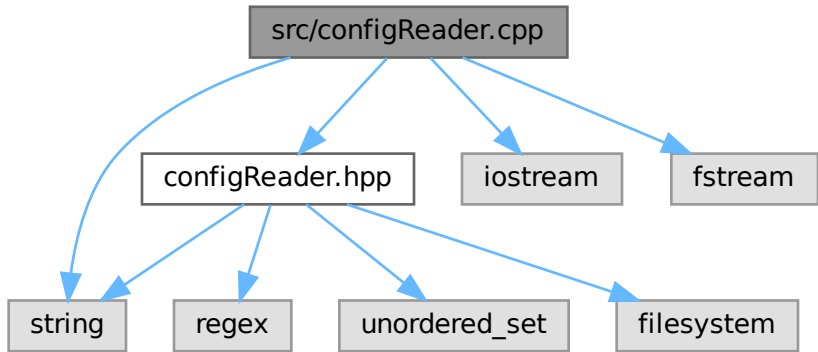 src/configReader.cpp
configReader.hpp
iostream
fstream
string
regex
unordered_set
filesystem